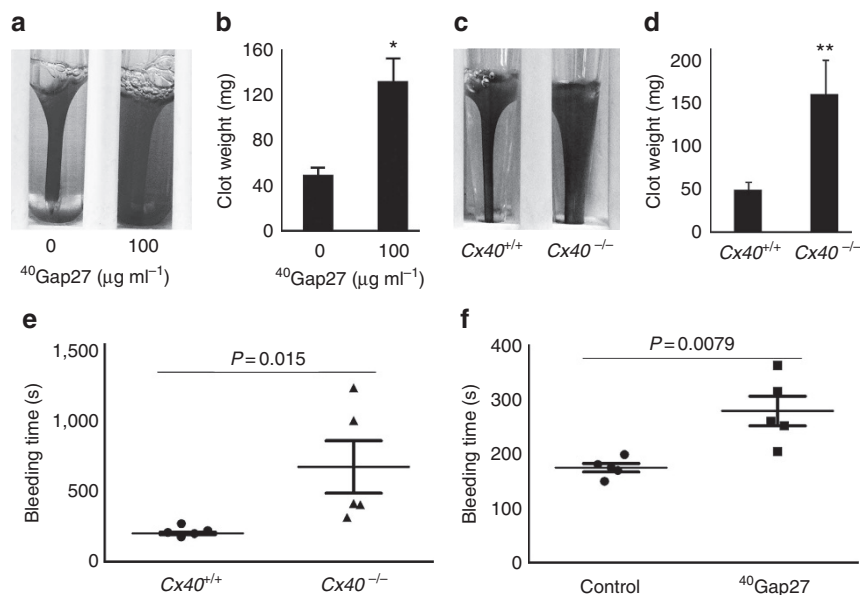 a
0
100
⁴⁰Gap27 (μg ml⁻¹)
b
Clot weight (mg)
160
120
80
40
0
*
0
100
⁴⁰Gap27 (μg ml⁻¹)
c
Cx40⁺/⁺
Cx40⁻/⁻
d
Clot weight (mg)
200
150
100
50
0
**
Cx40⁺/⁺
Cx40⁻/⁻
e
Bleeding time (s)
1,500
1,000
500
0
P=0.015
Cx40⁺/⁺
Cx40⁻/⁻
f
Bleeding time (s)
400
300
200
100
0
P=0.0079
Control
⁴⁰Gap27